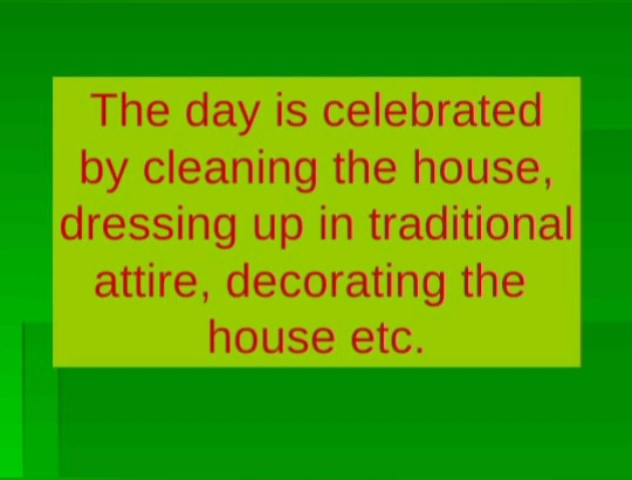 The day is celebrated
by cleaning the house,
dressing up in traditional
attire, decorating the
house etc.